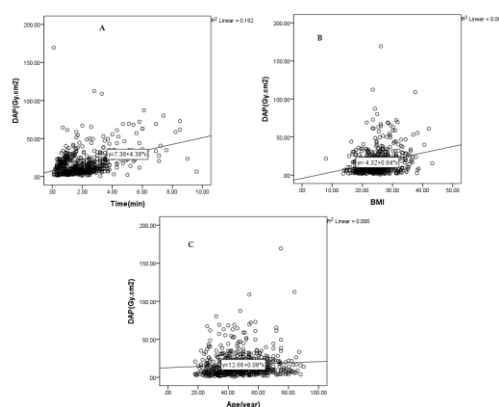 A
R² Linear = 0.162
DAP(Gy.cm2)
200.00
150.00
100.00
50.00
.00
y=7.38+4.38*x
.00 2.00 4.00 6.00 8.00 10.00
Time(min)
B
R² Linear =
DAP(Gy.cm2)
200.00
150.00
100.00
50.00
.00
y=-4.32+0.84*x
.00 10.00 20.00 30.00 40.00 50.00
BMI
C
R² Linear = 0.006
DAP(Gy.cm2)
200.00
150.00
100.00
50.00
.00
y=12.66+0.08*x
.00 20.00 40.00 60.00 80.00 100.00
Age(year)